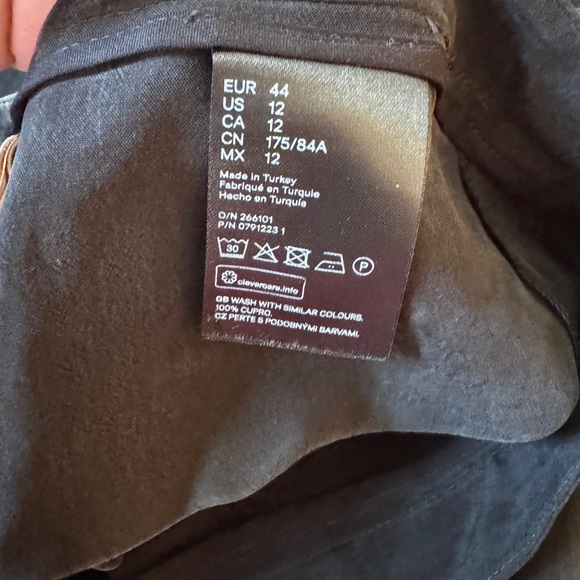 EUR 44
US 12
CA 12
CN 175/84A
MX 12
Made in Turkey
Fabriqué en Turquie
Hecho en Turquía
O/N 266101
P/N 0791223 1
30
P
clevercare.info
GB WASH WITH SIMILAR COLOURS.
100% CUPRO.
CZ PERTE S PODOBNÝMI BARVAMI.